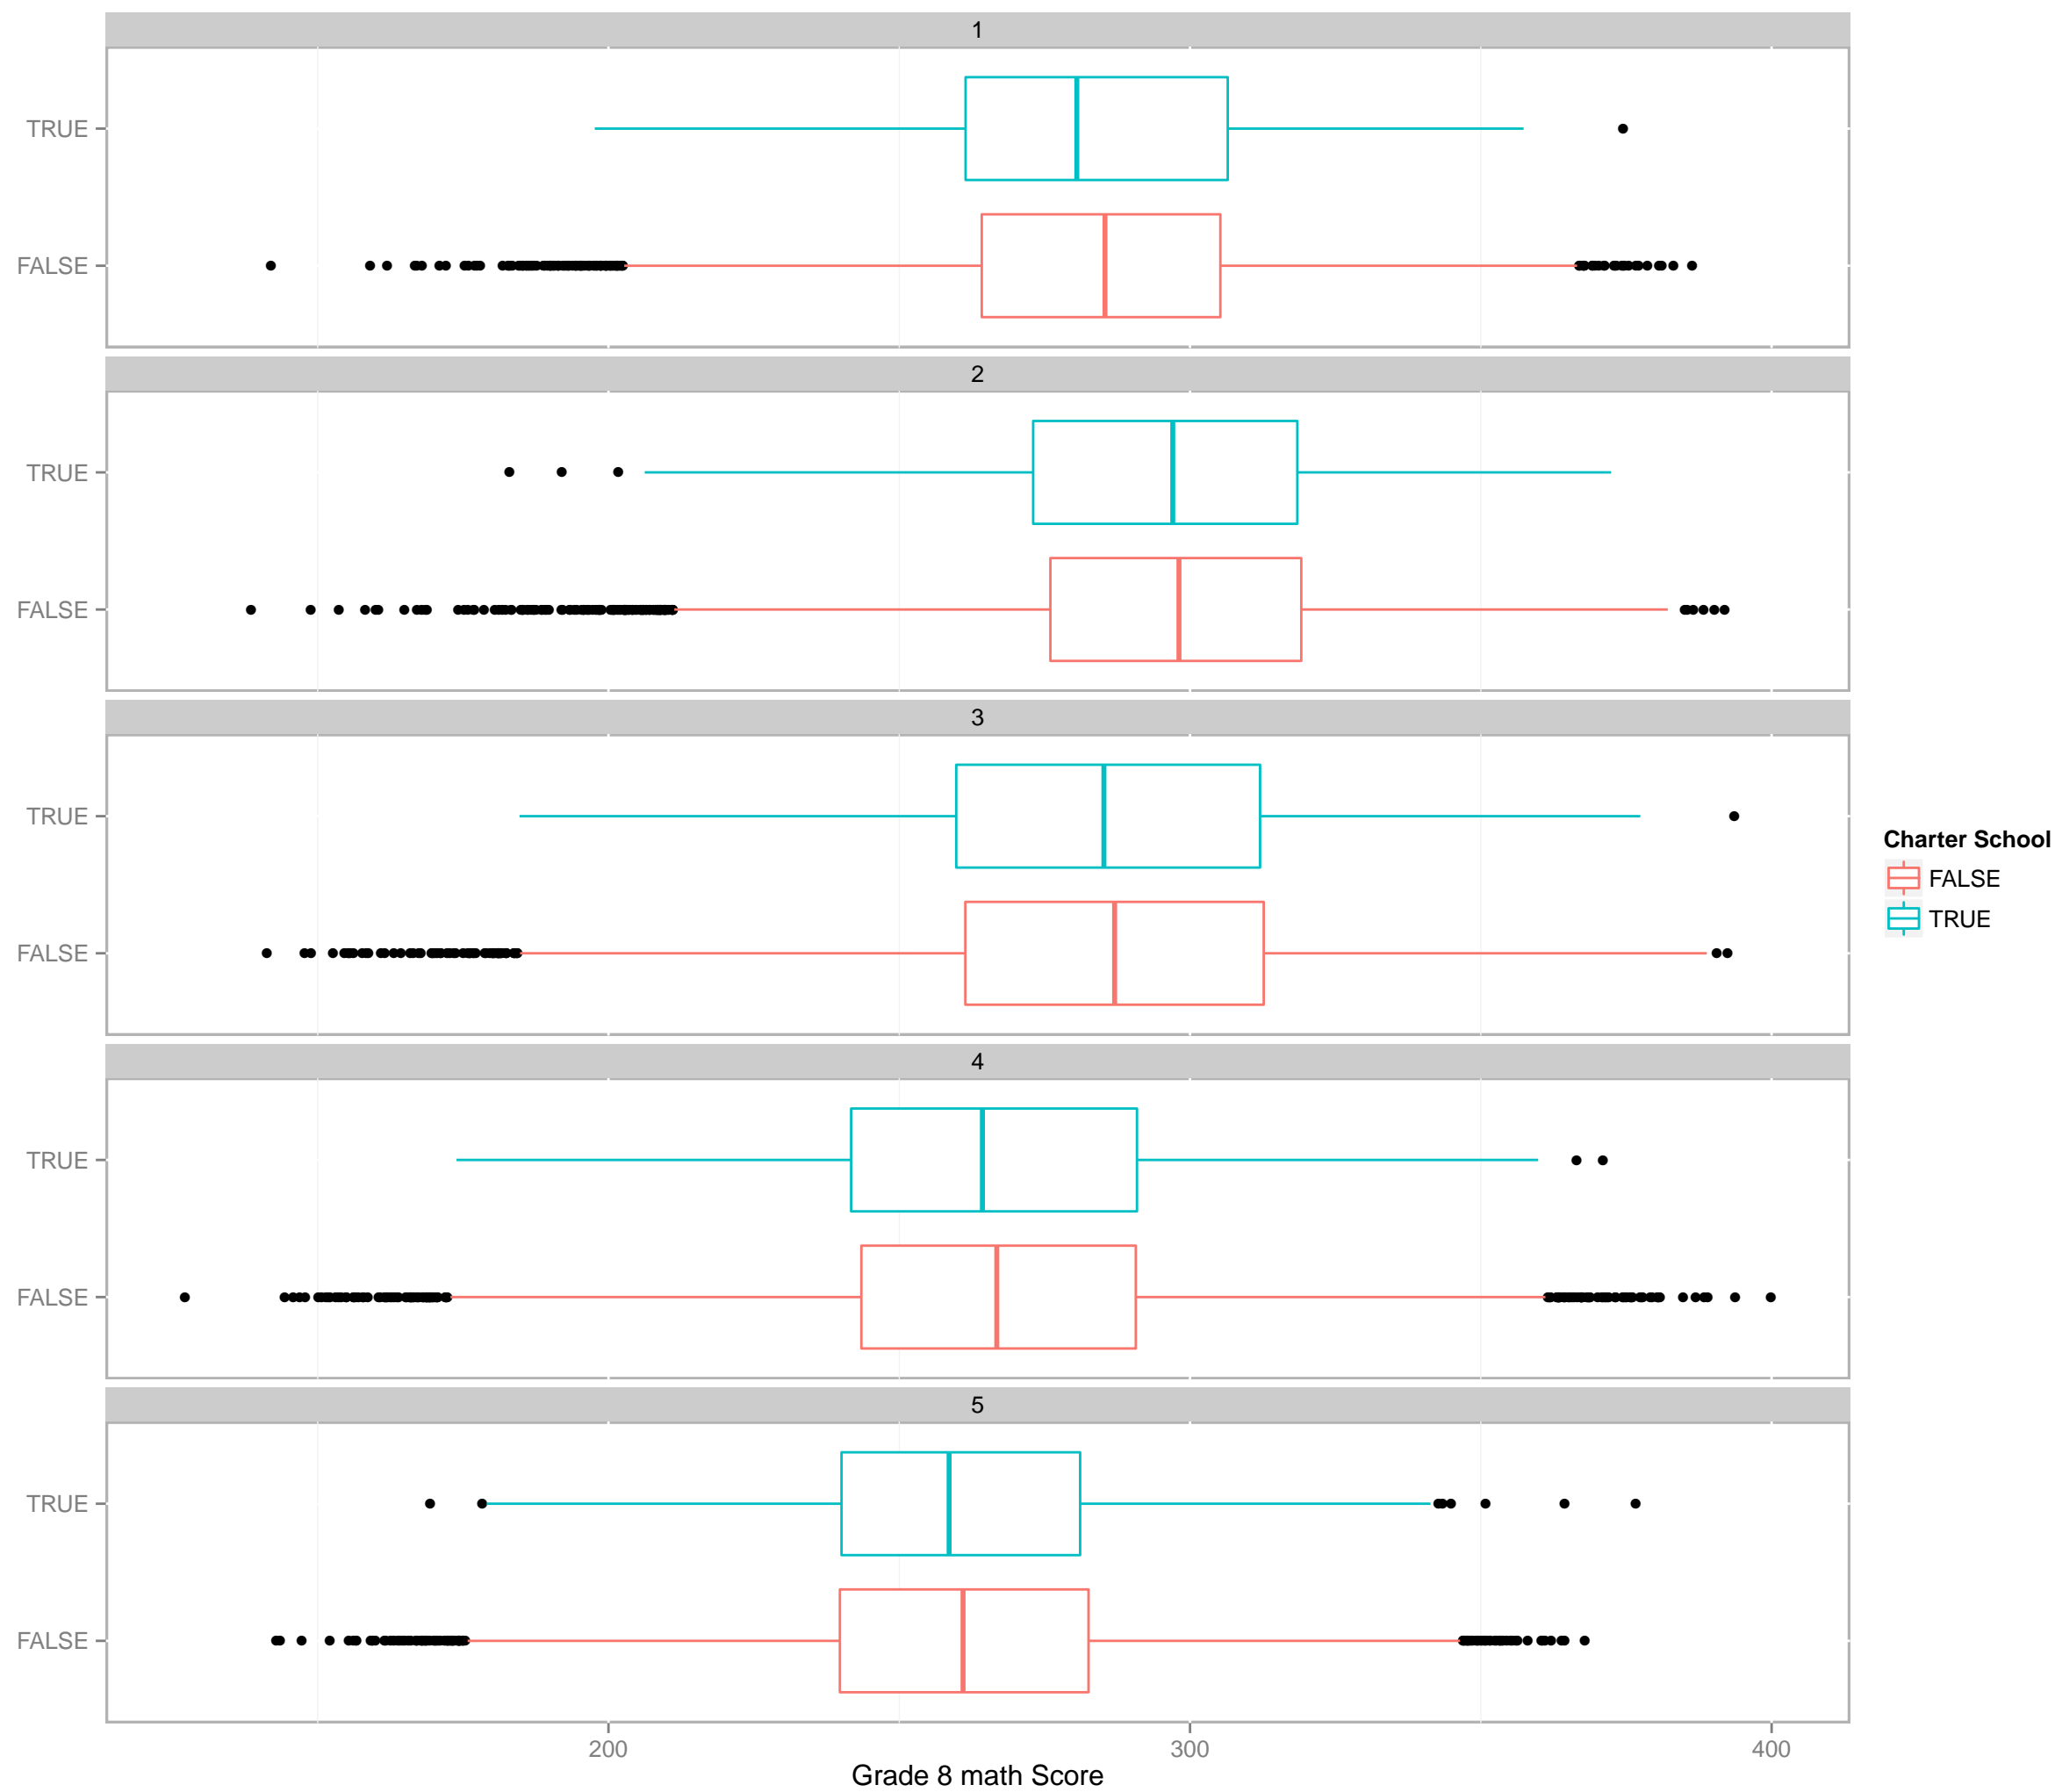 1
TRUE
FALSE
2
TRUE
FALSE
3
TRUE
FALSE
4
TRUE
FALSE
5
TRUE
FALSE
200 300 400
Grade 8 math Score
Charter School
FALSE
TRUE